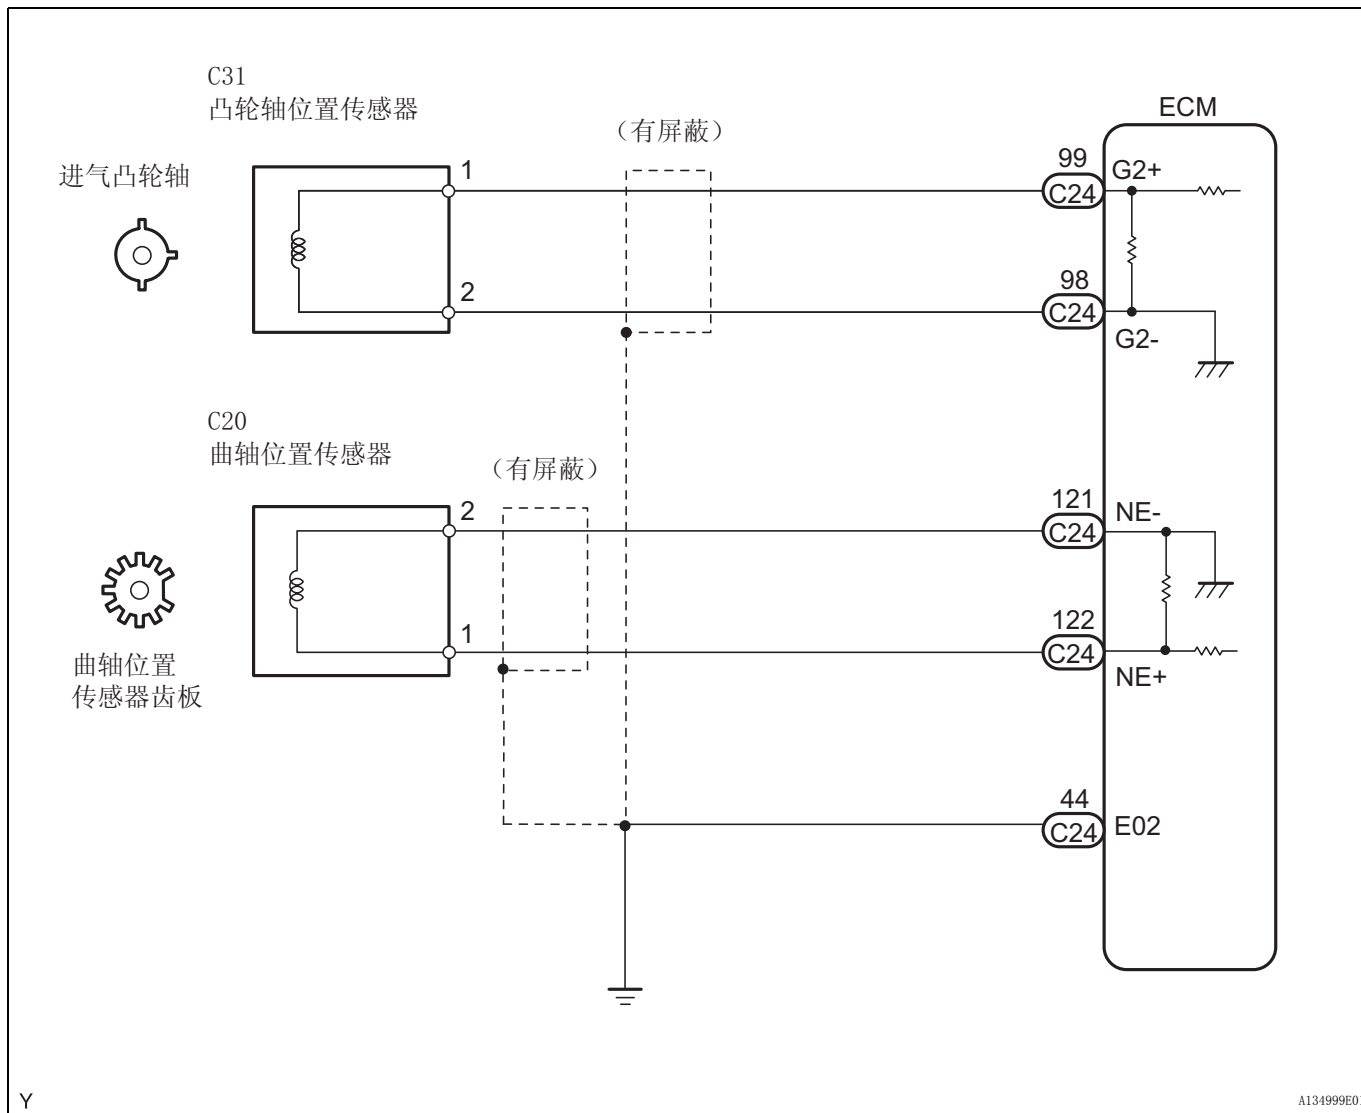 C31
凸轮轴位置传感器
(有屏蔽)
ECM
进气凸轮轴
1
99
C24
G2+
2
98
C24
G2-
C20
曲轴位置传感器
(有屏蔽)
2
121
C24
NE-
1
122
C24
NE+
曲轴位置
传感器齿板
44
C24
E02
Y